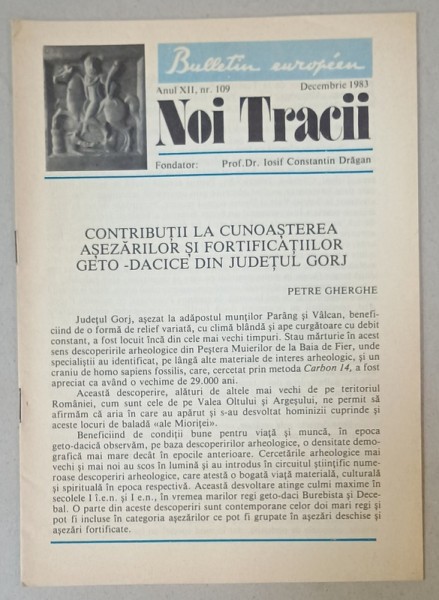 Bulletin européen
Anul XII, nr. 109 Decembrie 1983
Noi Tracii
Fondator: Prof.Dr. Iosif Constantin Drăgan
CONTRIBUȚII LA CUNOAȘTEREA
AȘEZĂRILOR ȘI FORTIFICAȚIILOR
GETO -DACICE DIN JUDEȚUL GORJ
PETRE GHERGHE
Județul Gorj, așezat la adăpostul munților Parâng și Vâlcan, benefi-
ciind de o formă de relief variată, cu climă blândă și ape curgătoare cu debit
constant, a fost locuit încă din cele mai vechi timpuri. Stau mărturie în acest
sens descoperirile arheologice din Peștera Muierilor de la Baia de Fier, unde
specialiștii au identificat, pe lângă alte materiale de interes arheologic, și un
craniu de homo sapiens fossilis, care, cercetat prin metoda Carbon 14, a fost
apreciat ca având o vechime de 29.000 ani.
Această descoperire, alături de altele mai vechi de pe teritoriul
României, cum sunt cele de pe Valea Oltului și Argeșului, ne permit să
afirmăm că aria în care au apărut și s-au desvoltat hominizii cuprinde și
aceste locuri de baladă «ale Mioriței».
Beneficiind de condiții bune pentru viață și muncă, în epoca
geto-dacică observăm, pe baza descoperirilor arheologice, o densitate demo-
grafică mai mare decât în epocile anterioare. Cercetările arheologice mai
vechi și mai noi au scos în lumină și au introdus în circuitul științific nume-
roase descoperiri arheologice, care atestă o bogată viață materială, culturală
și spirituală în epoca respectivă. Această desvoltare atinge culmi maxime în
secolele I î.e.n. și I e.n., în vremea marilor regi geto-daci Burebista și Dece-
bal. O parte din aceste descoperiri sunt contemporane celor doi mari regi și
pot fi incluse în categoria așezărilor ce pot fi grupate în așezări deschise și
așezări fortificate.